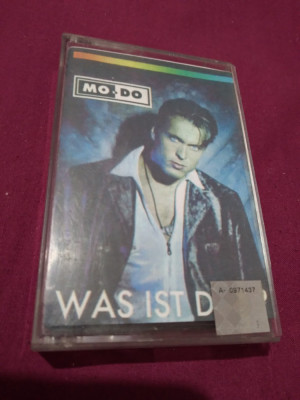 MO-DO
WAS IST D
A- 0871437